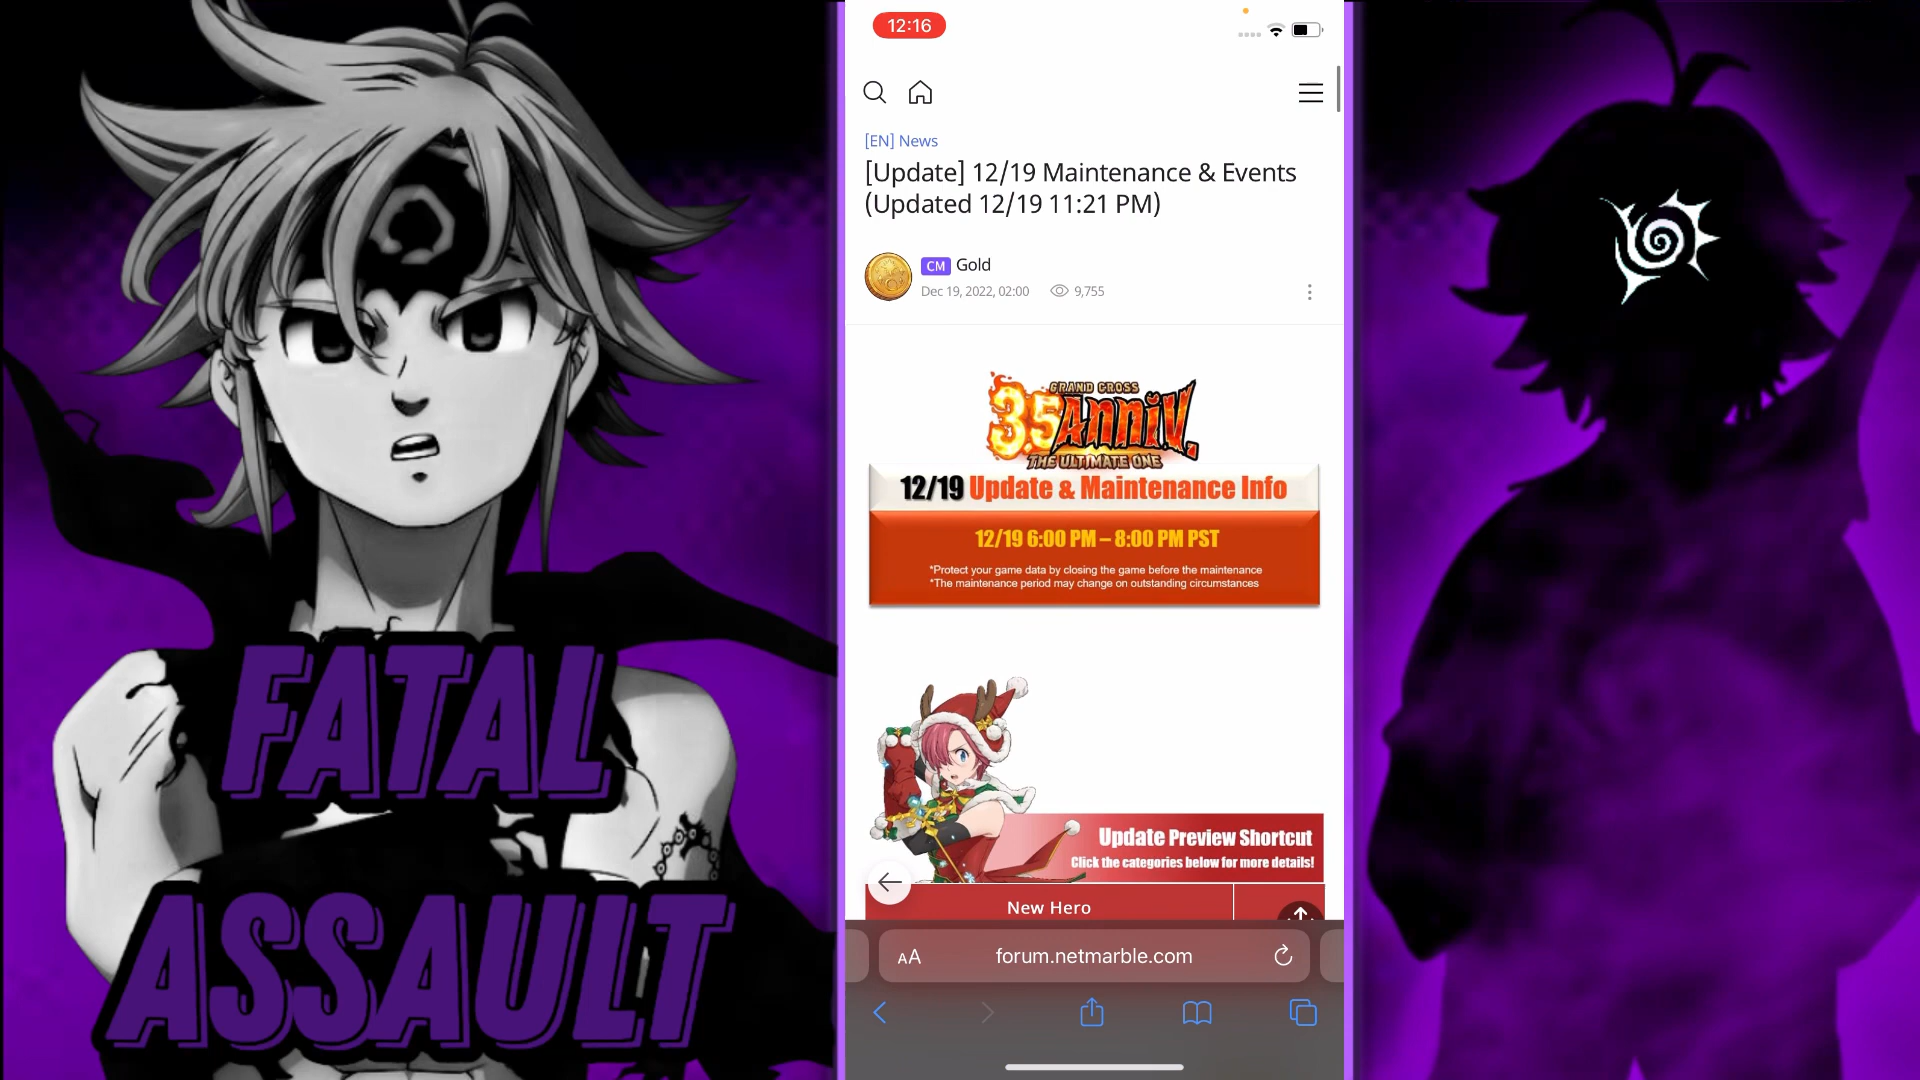 FATAL
ASSAULT
12:16
[EN] News
[Update] 12/19 Maintenance & Events
(Updated 12/19 11:21 PM)
CM Gold
Dec 19, 2022, 02:00 9,755
GRAND CROSS
3.5 ANNIV.
THE ULTIMATE ONE
12/19 Update & Maintenance Info
12/19 6:00 PM – 8:00 PM PST
*Protect your game data by closing the game before the maintenance
*The maintenance period may change on outstanding circumstances
Update Preview Shortcut
Click the categories below for more details!
New Hero
AA forum.netmarble.com